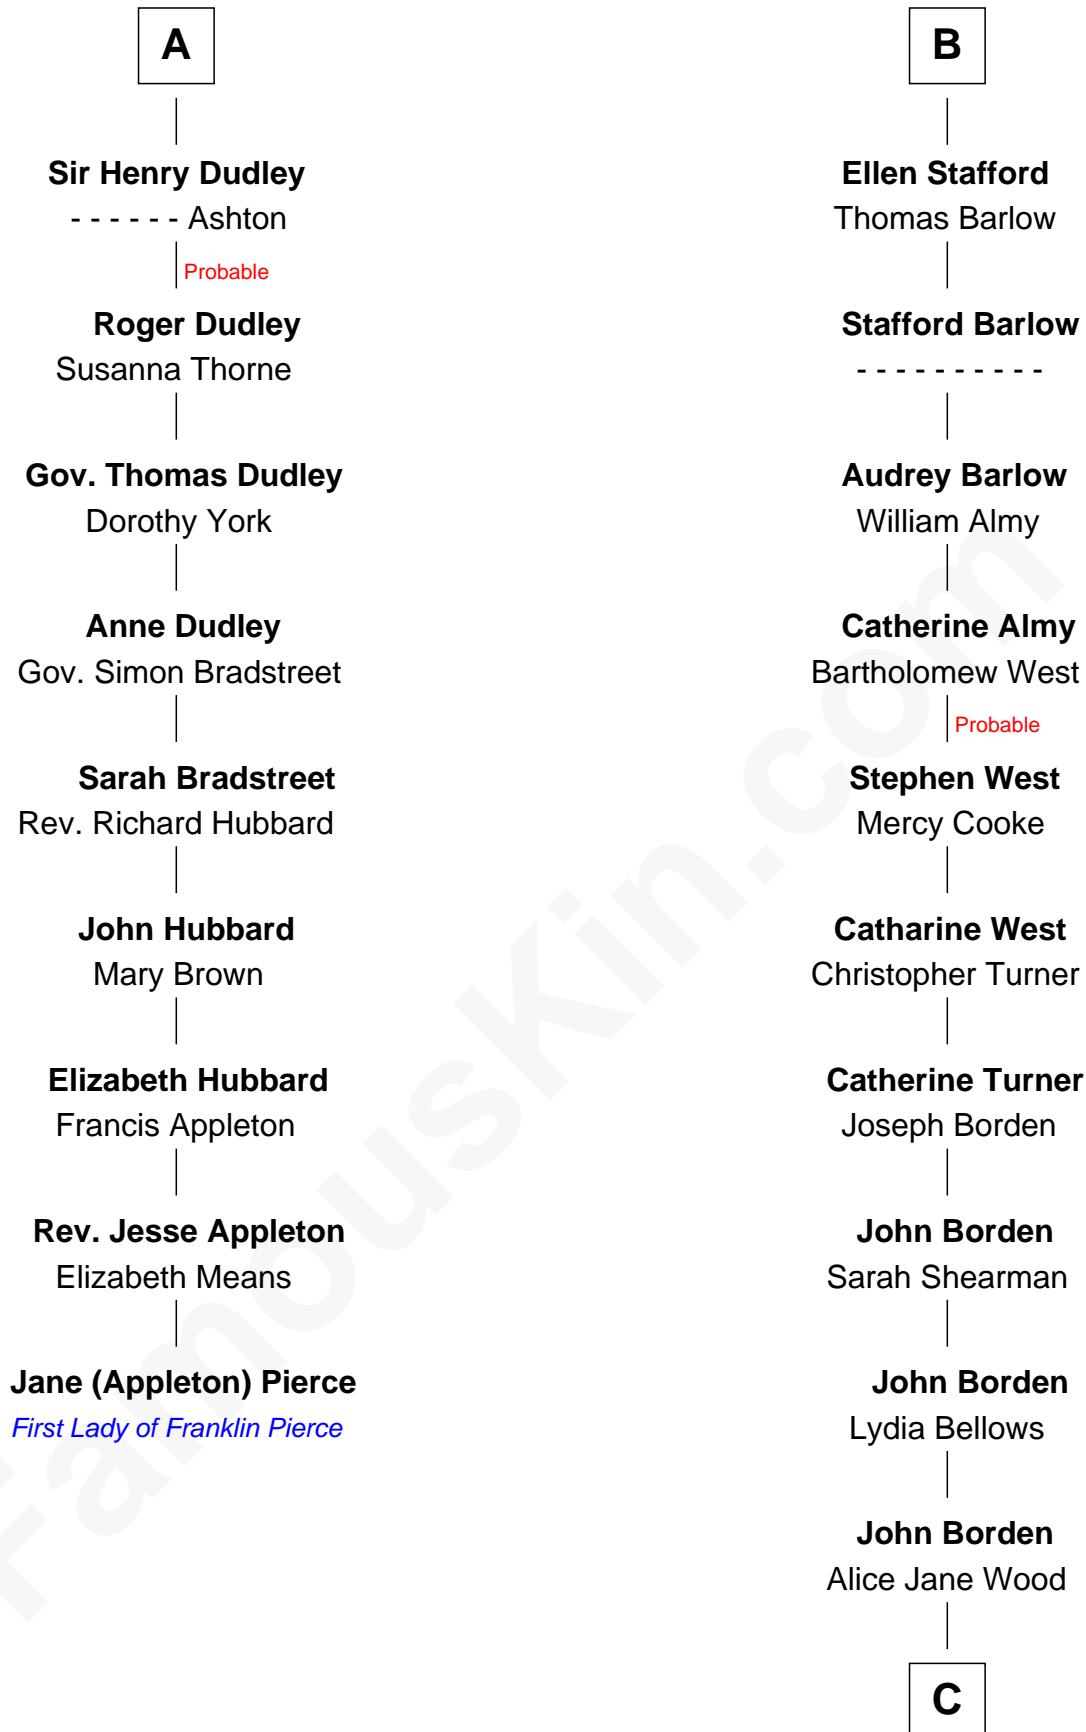 A
Sir Henry Dudley
- - - - - - Ashton
Probable
Roger Dudley
Susanna Thorne
Gov. Thomas Dudley
Dorothy York
Anne Dudley
Gov. Simon Bradstreet
Sarah Bradstreet
Rev. Richard Hubbard
John Hubbard
Mary Brown
Elizabeth Hubbard
Francis Appleton
Rev. Jesse Appleton
Elizabeth Means
Jane (Appleton) Pierce
First Lady of Franklin Pierce
B
Ellen Stafford
Thomas Barlow
Stafford Barlow
- - - - - - - - - -
Audrey Barlow
William Almy
Catherine Almy
Bartholomew West
Probable
Stephen West
Mercy Cooke
Catharine West
Christopher Turner
Catherine Turner
Joseph Borden
John Borden
Sarah Shearman
John Borden
Lydia Bellows
John Borden
Alice Jane Wood
C
FamousKin.com